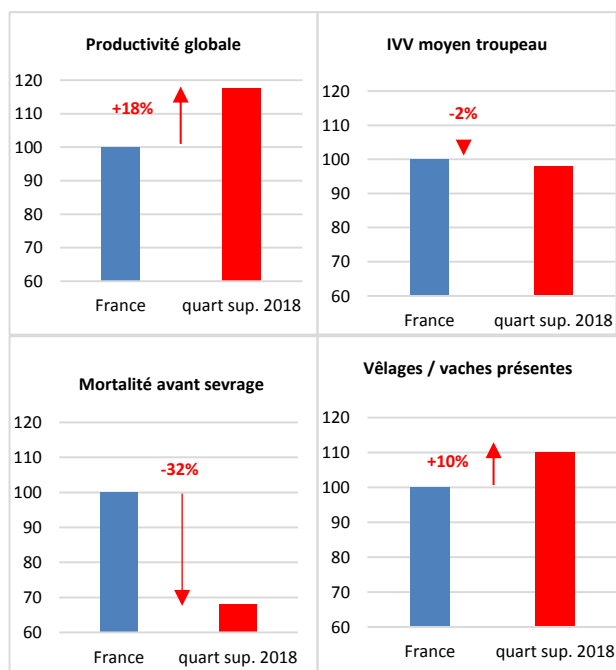 Productivité globale
120
110
100
90
80
70
60
+18%
France
quart sup. 2018
IVV moyen troupeau
120
110
100
90
80
70
60
-2%
France
quart sup. 2018
Mortalité avant sevrage
120
110
100
90
80
70
60
-32%
France
quart sup. 2018
Vêlages / vaches présentes
120
110
100
90
80
70
60
+10%
France
quart sup. 2018